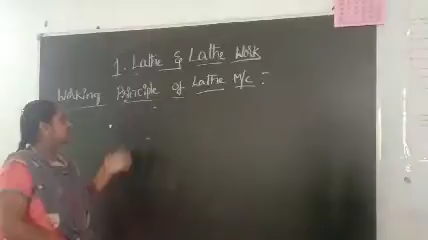 1. Lathe & Lathe Work
Working Principle of Lathe M/c :